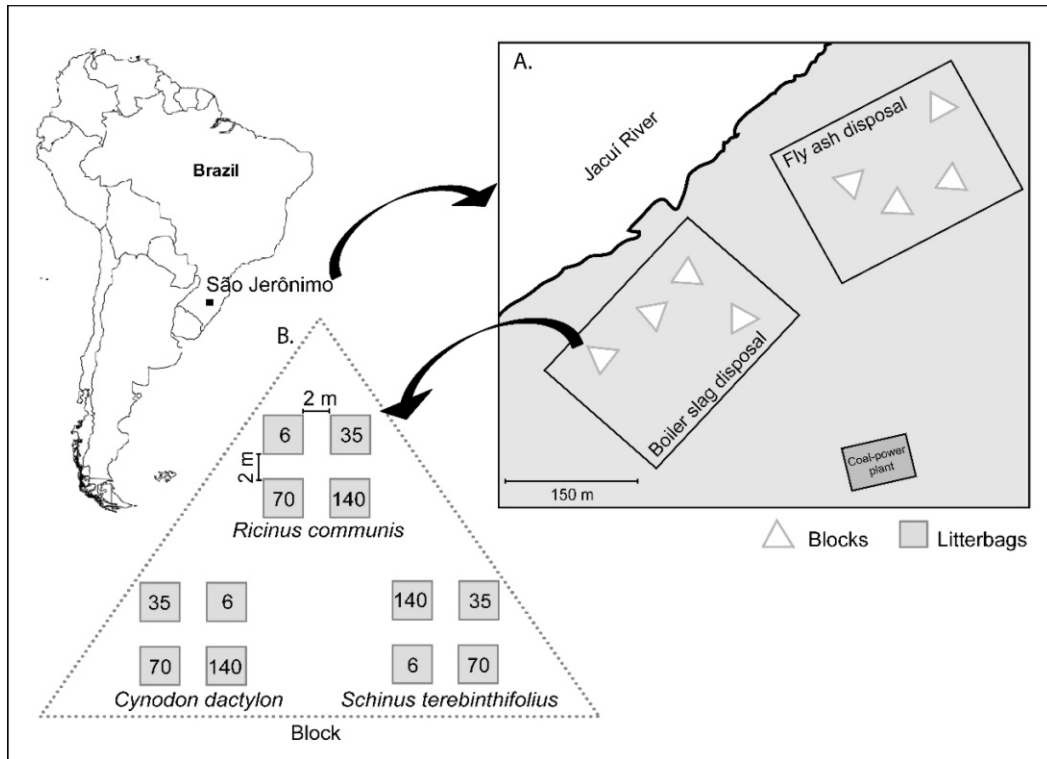 Brazil
São Jerônimo
A.
Jacuí River
Fly ash disposal
Boiler slag disposal
Coal-power
plant
150 m
Blocks
Litterbags
B.
2 m
6
35
2 m
70
140
Ricinus communis
35
6
70
140
Cynodon dactylon
140
35
6
70
Schinus terebinthifolius
Block